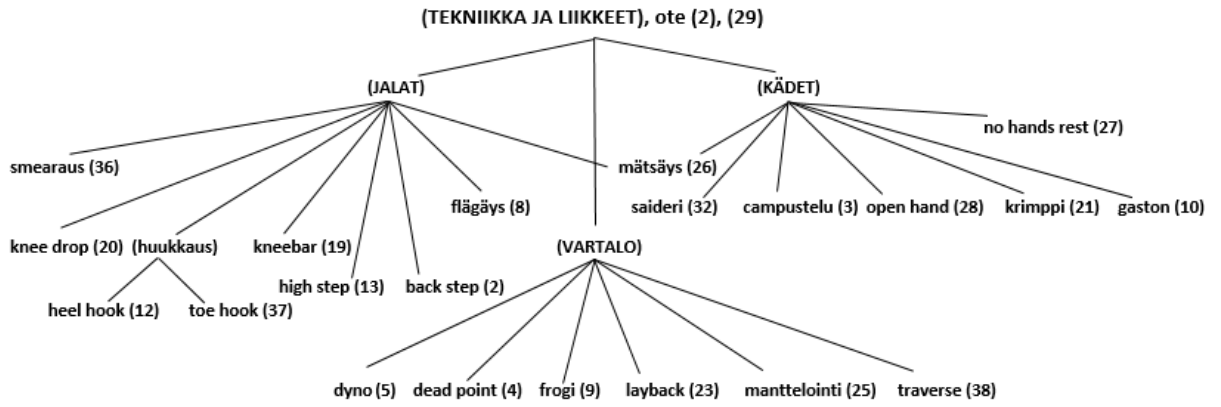 (TEKNIIKKA JA LIIKKEET), ote (2), (29)
(JALAT)
(KÄDET)
no hands rest (27)
smearaus (36)
mätsäys (26)
flägäys (8)
saideri (32)
campustelu (3)
open hand (28)
krimppi (21)
gaston (10)
knee drop (20)
(huukkaus)
kneebar (19)
(VARTALO)
high step (13)
back step (2)
heel hook (12)
toe hook (37)
dyno (5)
dead point (4)
frogi (9)
layback (23)
manttelointi (25)
traverse (38)